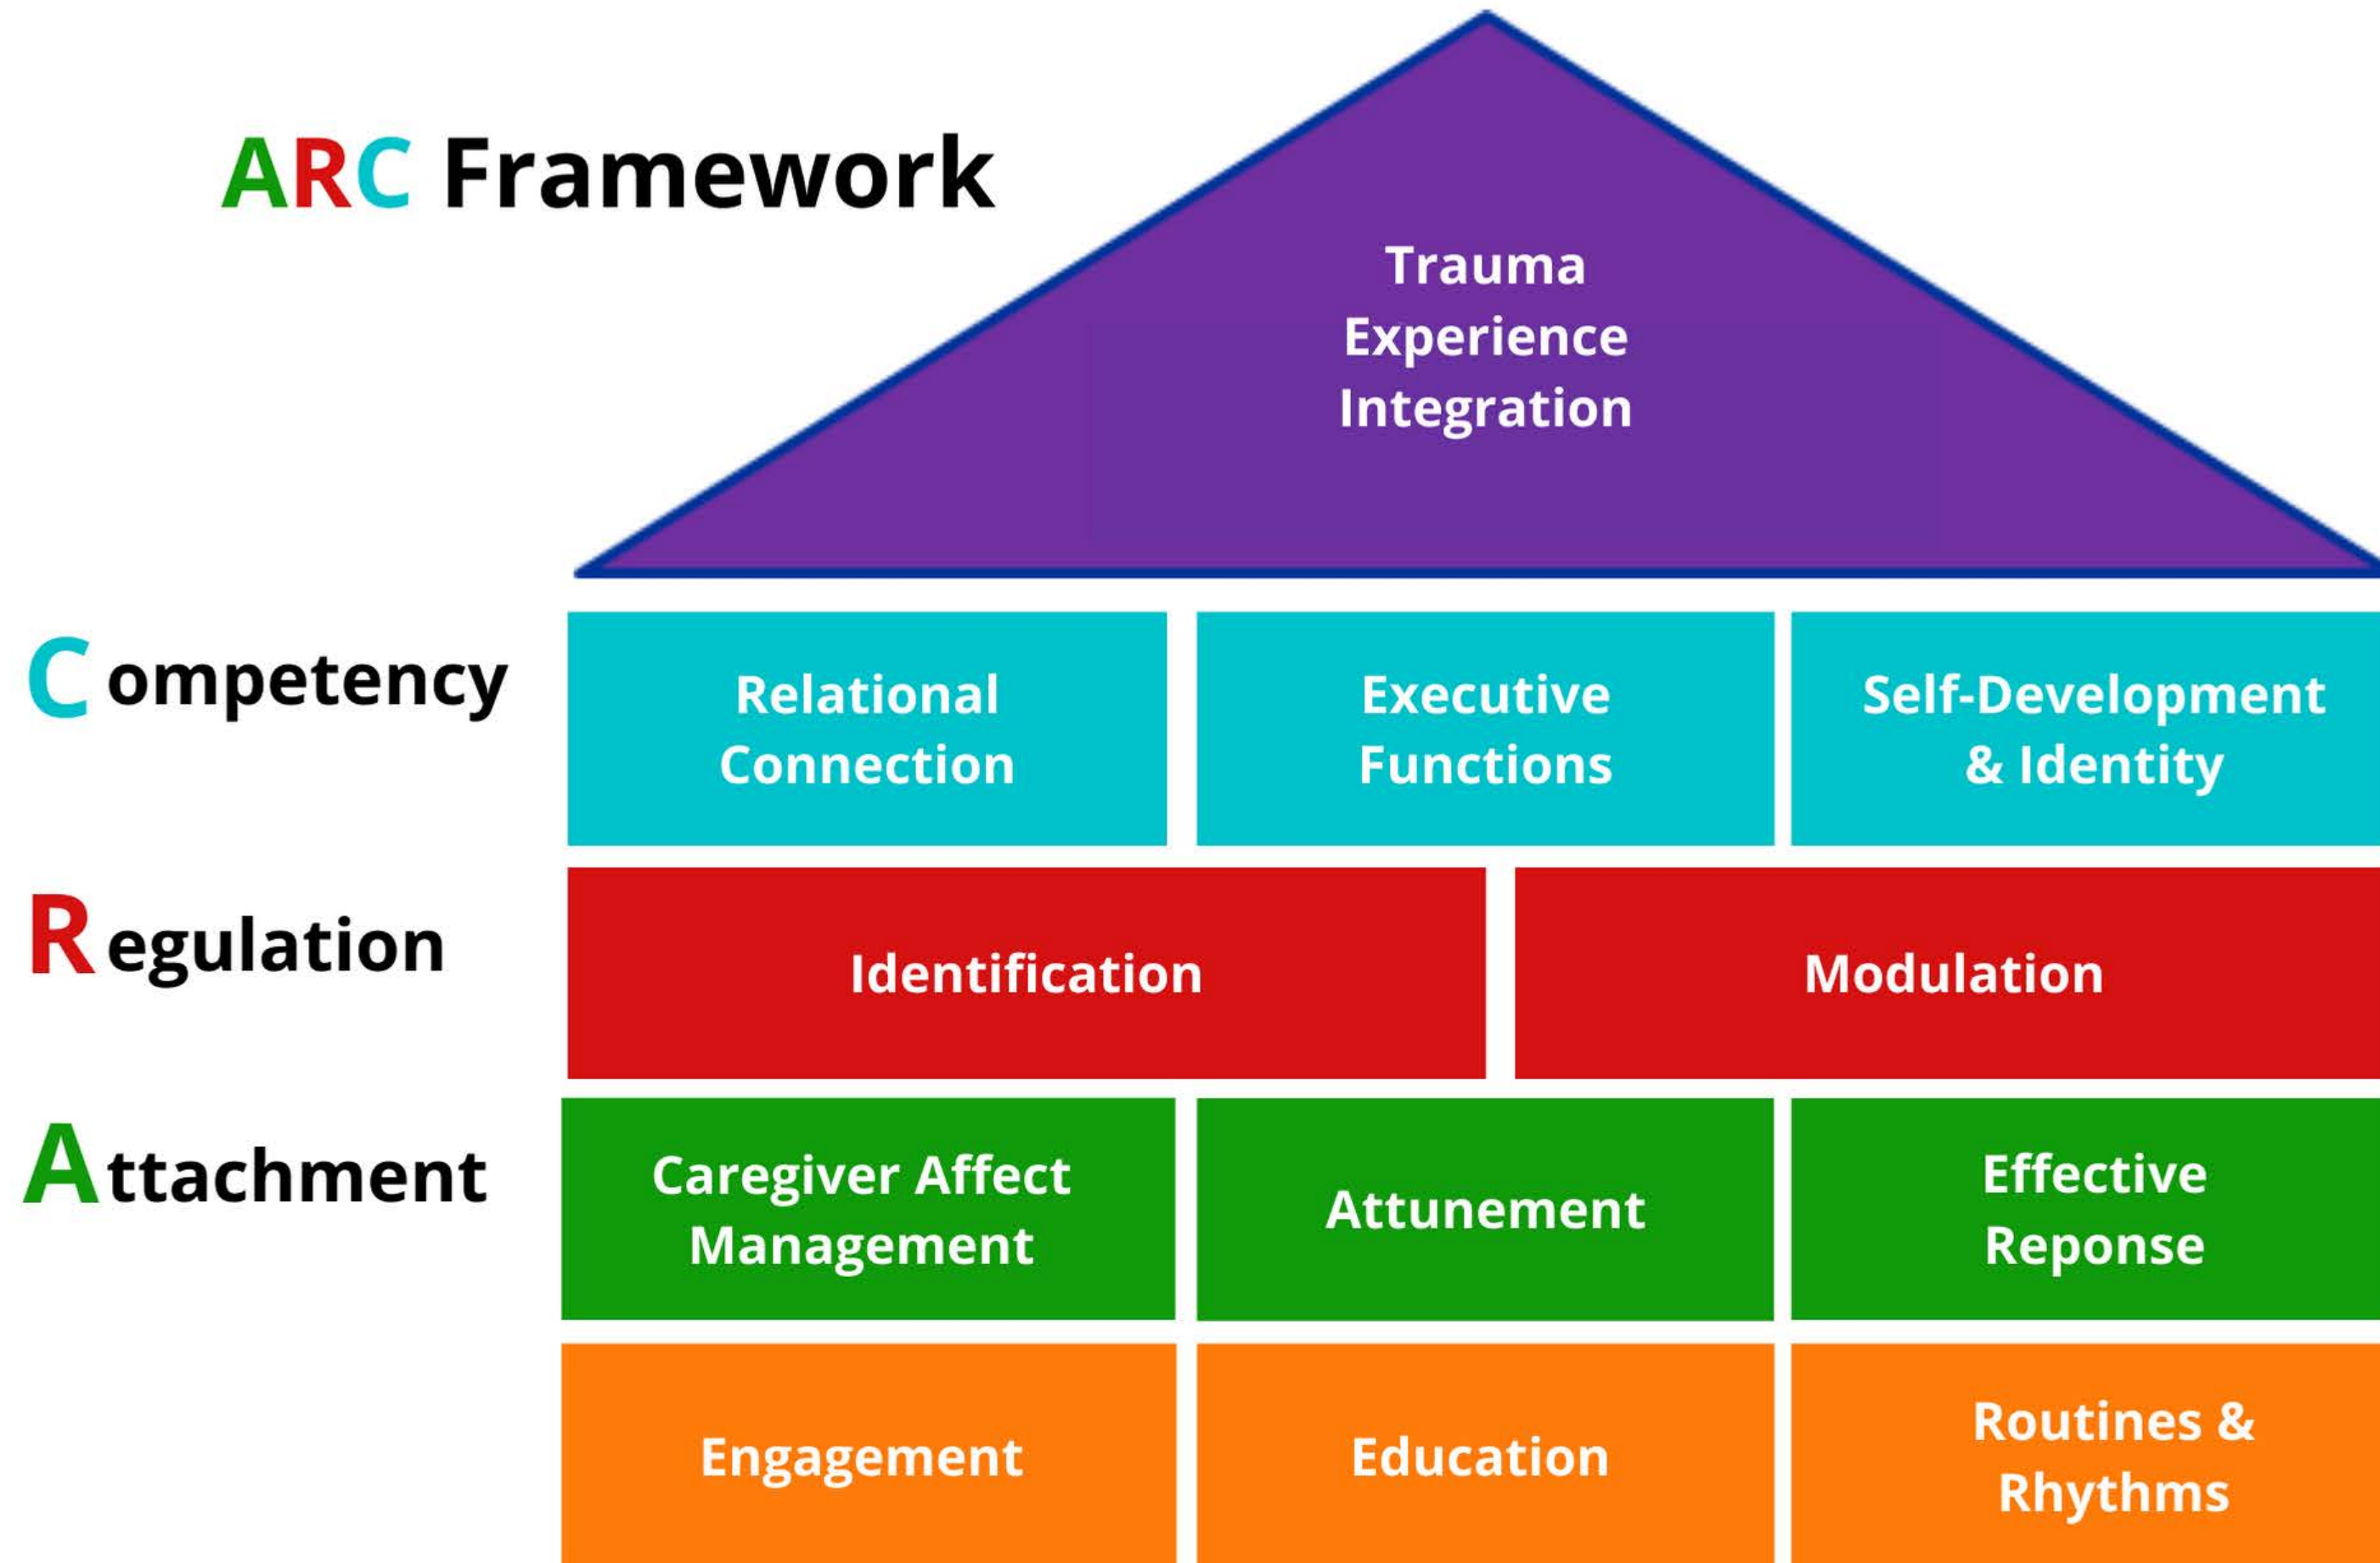 ARC Framework
Trauma
Experience
Integration
Competency
Relational
Connection
Executive
Functions
Self-Development
& Identity
Regulation
Identification
Modulation
Attachment
Caregiver Affect
Management
Attunement
Effective
Reponse
Engagement
Education
Routines &
Rhythms